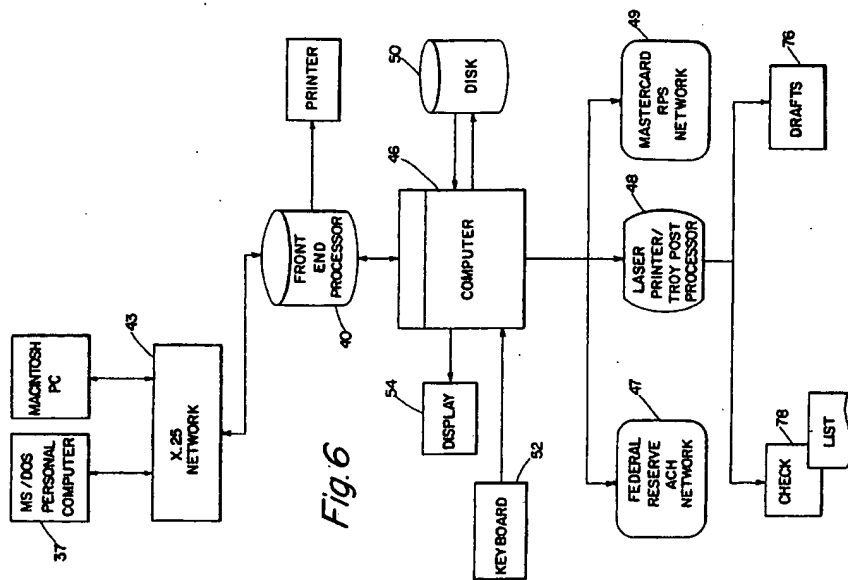 MS/DOS
PERSONAL
COMPUTER
37
MACINTOSH
PC
43
X.25
NETWORK
FRONT
END
PROCESSOR
40
PRINTER
46
COMPUTER
50
DISK
54
DISPLAY
52
KEYBOARD
Fig. 6
47
FEDERAL
RESERVE
ACH
NETWORK
48
LASER
PRINTER/
TROY POST
PROCESSOR
49
MASTERCARD
RPS
NETWORK
78
CHECK
LIST
76
DRAFTS